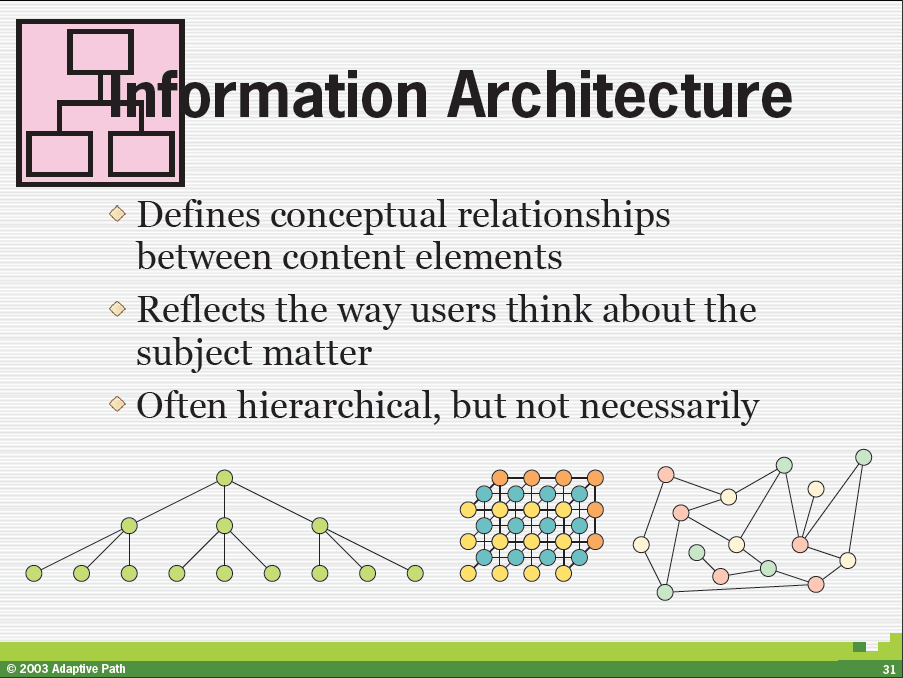 Information Architecture
Defines conceptual relationships
between content elements
Reflects the way users think about the
subject matter
Often hierarchical, but not necessarily
© 2003 Adaptive Path
31